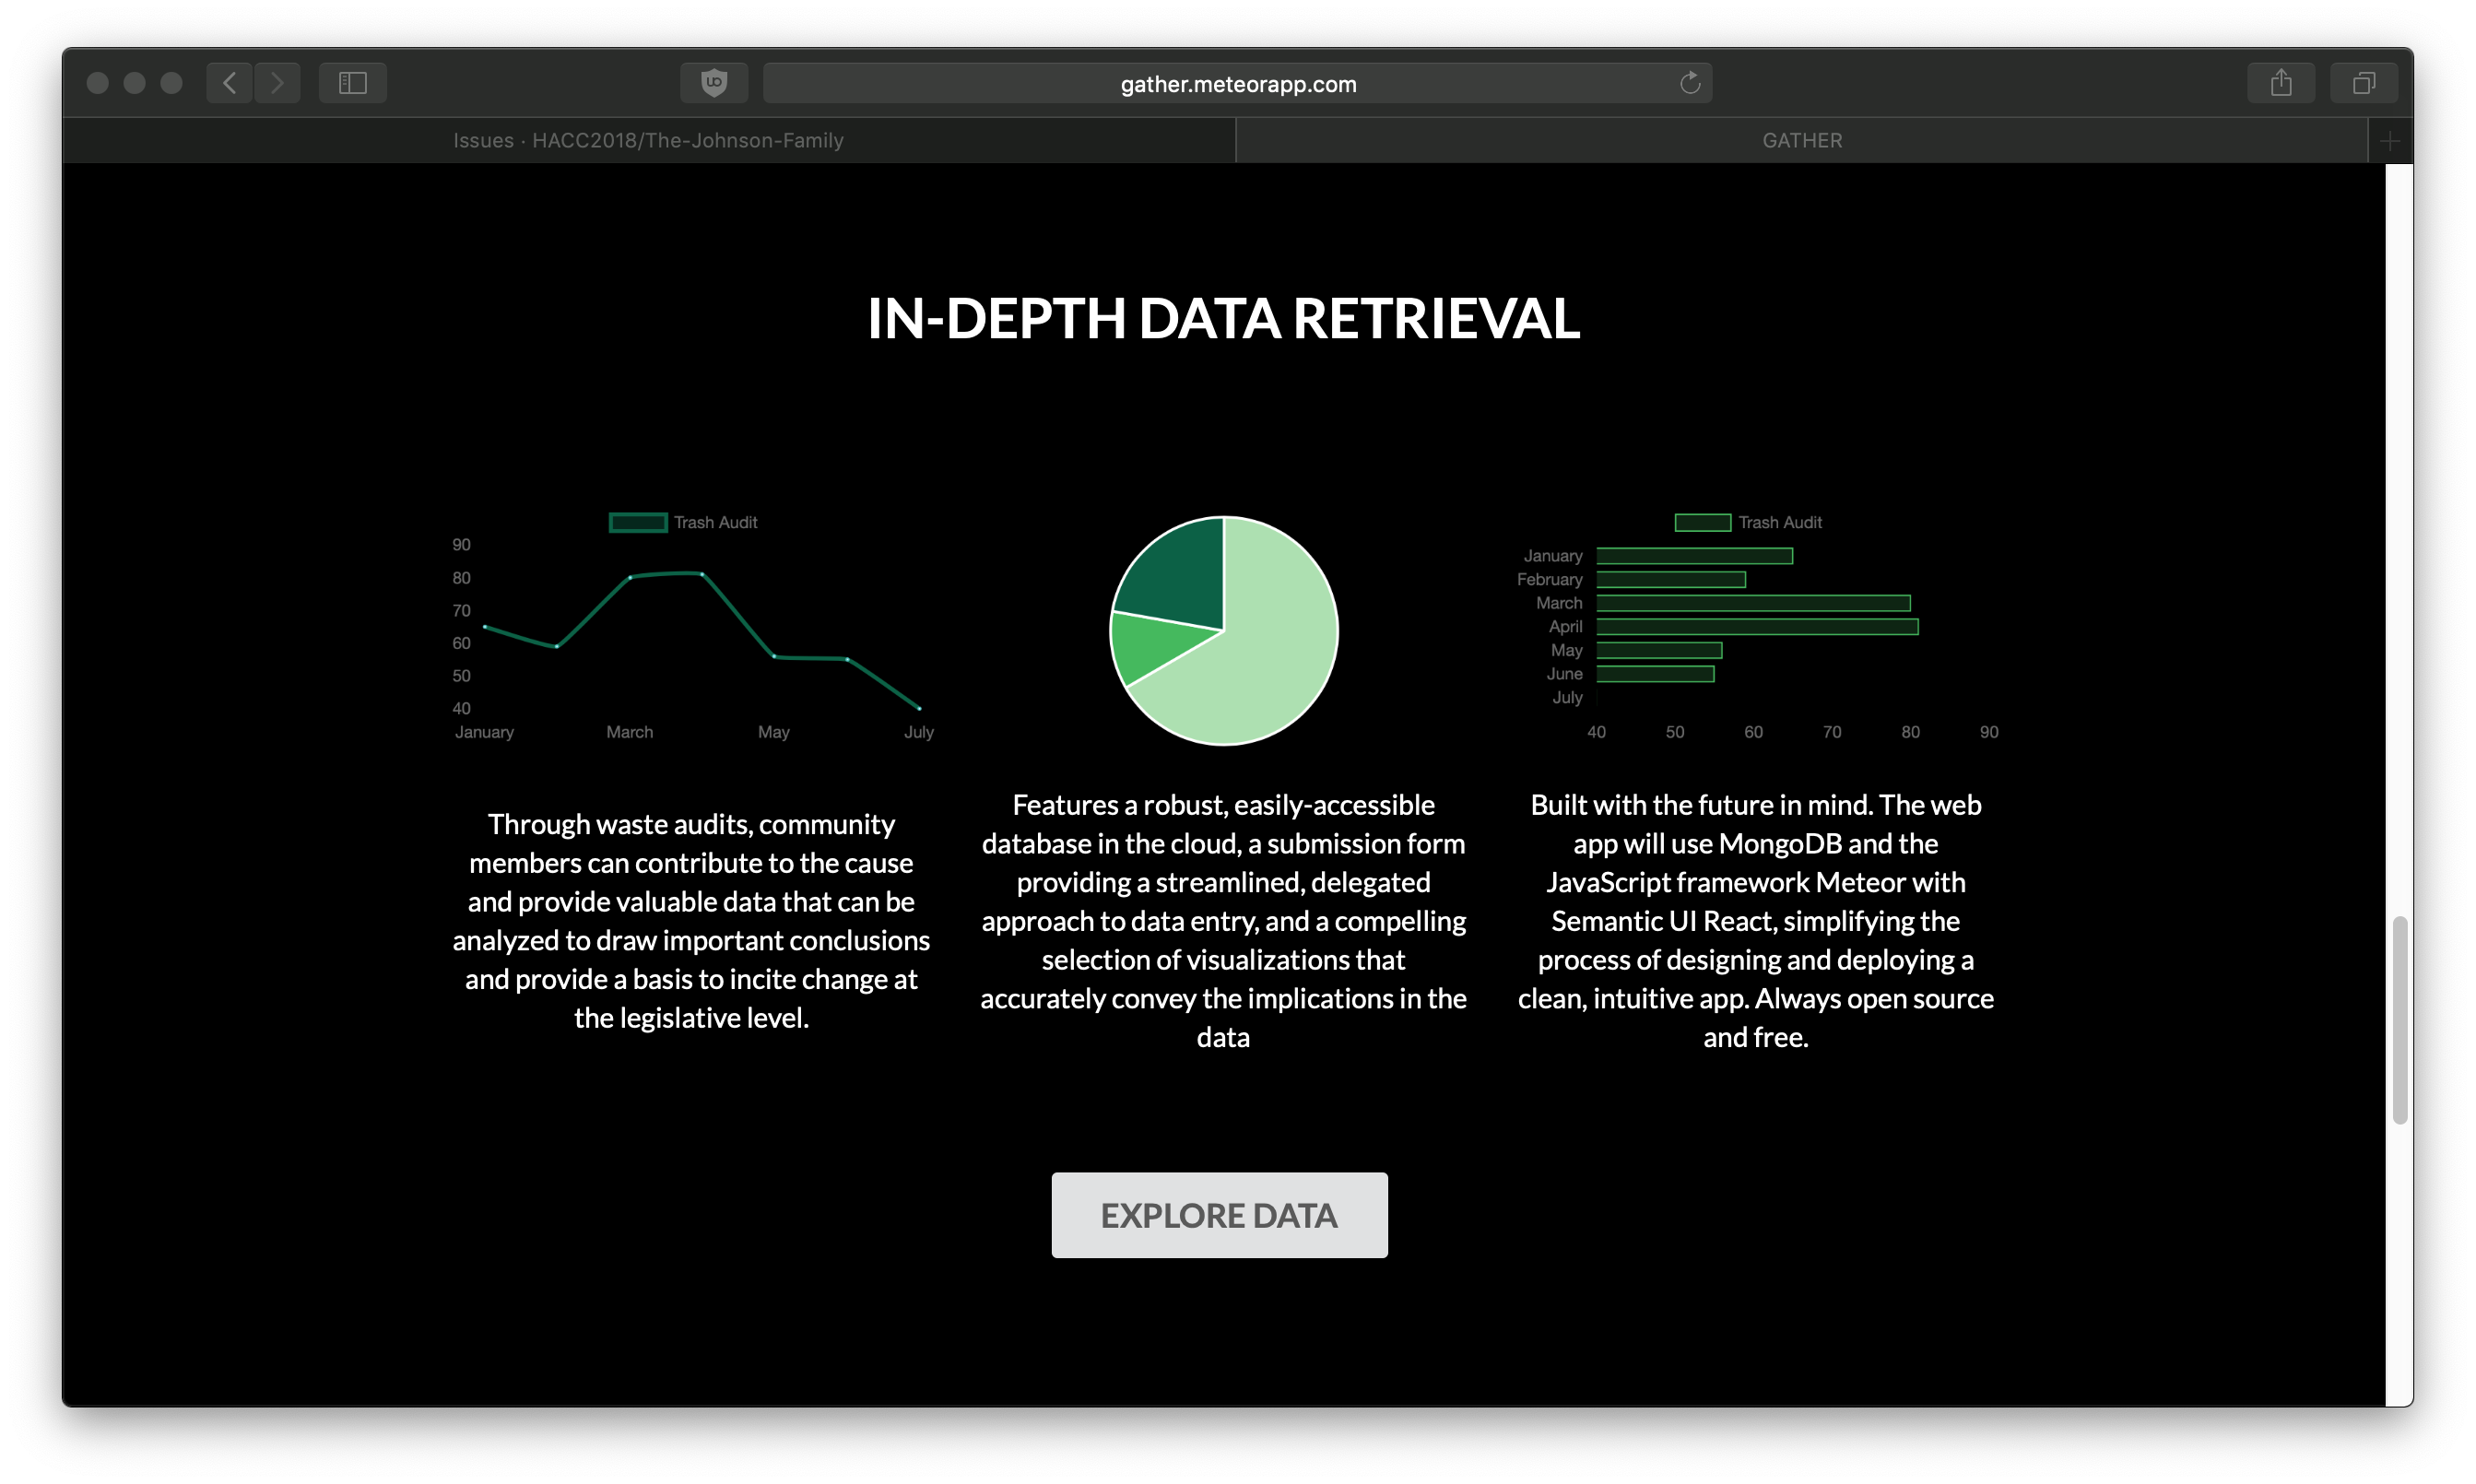 gather.meteorapp.com
Issues · HACC2018/The-Johnson-Family
GATHER
IN-DEPTH DATA RETRIEVAL
Trash Audit
90
80
70
60
50
40
January March May July
Through waste audits, community
members can contribute to the cause
and provide valuable data that can be
analyzed to draw important conclusions
and provide a basis to incite change at
the legislative level.
Features a robust, easily-accessible
database in the cloud, a submission form
providing a streamlined, delegated
approach to data entry, and a compelling
selection of visualizations that
accurately convey the implications in the
data
Trash Audit
January
February
March
April
May
June
July
40 50 60 70 80 90
Built with the future in mind. The web
app will use MongoDB and the
JavaScript framework Meteor with
Semantic UI React, simplifying the
process of designing and deploying a
clean, intuitive app. Always open source
and free.
EXPLORE DATA